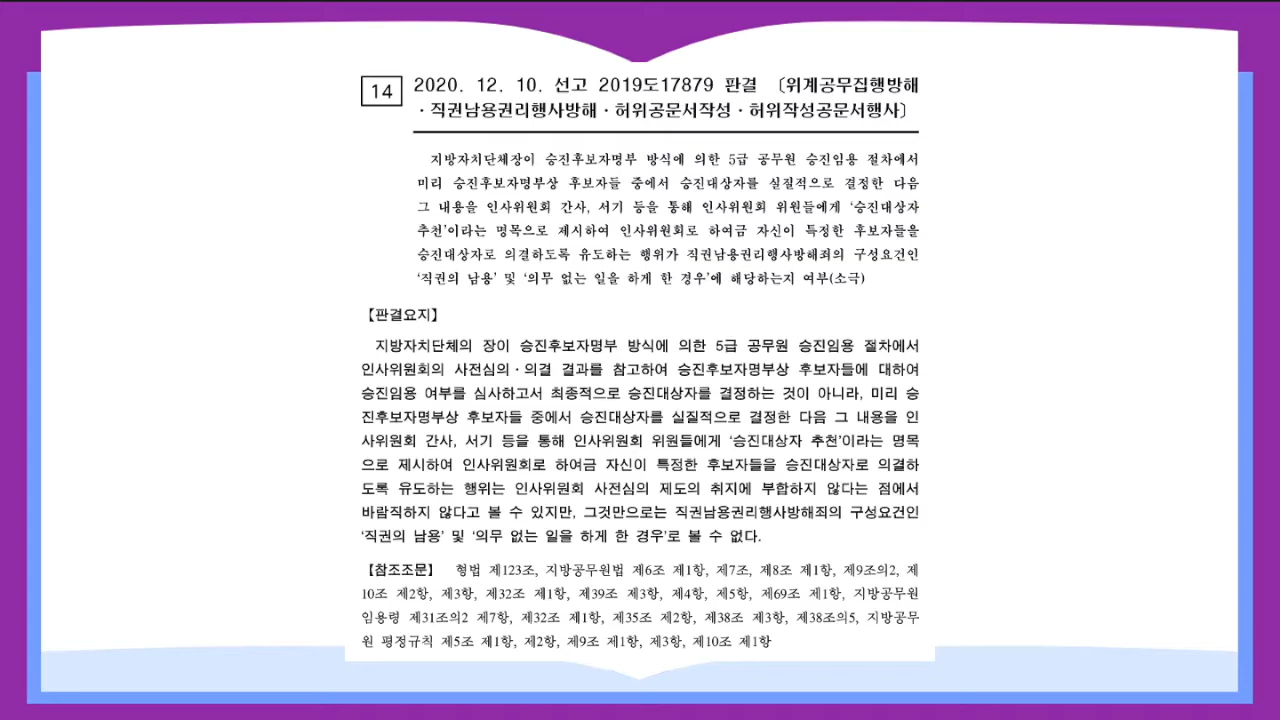 14
2020. 12. 10. 선고 2019도17879 판결 〔위계공무집행방해
·직권남용권리행사방해·허위공문서작성·허위작성공문서행사〕
지방자치단체장이 승진후보자명부 방식에 의한 5급 공무원 승진임용 절차에서
미리 승진후보자명부상 후보자들 중에서 승진대상자를 실질적으로 결정한 다음
그 내용을 인사위원회 간사, 서기 등을 통해 인사위원회 위원들에게 ‘승진대상자
추천’이라는 명목으로 제시하여 인사위원회로 하여금 자신이 특정한 후보자들을
승진대상자로 의결하도록 유도하는 행위가 직권남용권리행사방해죄의 구성요건인
‘직권의 남용’ 및 ‘의무 없는 일을 하게 한 경우’에 해당하는지 여부(소극)
【판결요지】
지방자치단체의 장이 승진후보자명부 방식에 의한 5급 공무원 승진임용 절차에서
인사위원회의 사전심의·의결 결과를 참고하여 승진후보자명부상 후보자들에 대하여
승진임용 여부를 심사하고서 최종적으로 승진대상자를 결정하는 것이 아니라, 미리 승
진후보자명부상 후보자들 중에서 승진대상자를 실질적으로 결정한 다음 그 내용을 인
사위원회 간사, 서기 등을 통해 인사위원회 위원들에게 ‘승진대상자 추천’이라는 명목
으로 제시하여 인사위원회로 하여금 자신이 특정한 후보자들을 승진대상자로 의결하
도록 유도하는 행위는 인사위원회 사전심의 제도의 취지에 부합하지 않다는 점에서
바람직하지 않다고 볼 수 있지만, 그것만으로는 직권남용권리행사방해죄의 구성요건인
‘직권의 남용’ 및 ‘의무 없는 일을 하게 한 경우’로 볼 수 없다.
【참조조문】 형법 제123조, 지방공무원법 제6조 제1항, 제7조, 제8조 제1항, 제9조의2, 제
10조 제2항, 제3항, 제32조 제1항, 제39조 제3항, 제4항, 제5항, 제69조 제1항, 지방공무원
임용령 제31조의2 제7항, 제32조 제1항, 제35조 제2항, 제38조 제3항, 제38조의5, 지방공무
원 평정규칙 제5조 제1항, 제2항, 제9조 제1항, 제3항, 제10조 제1항